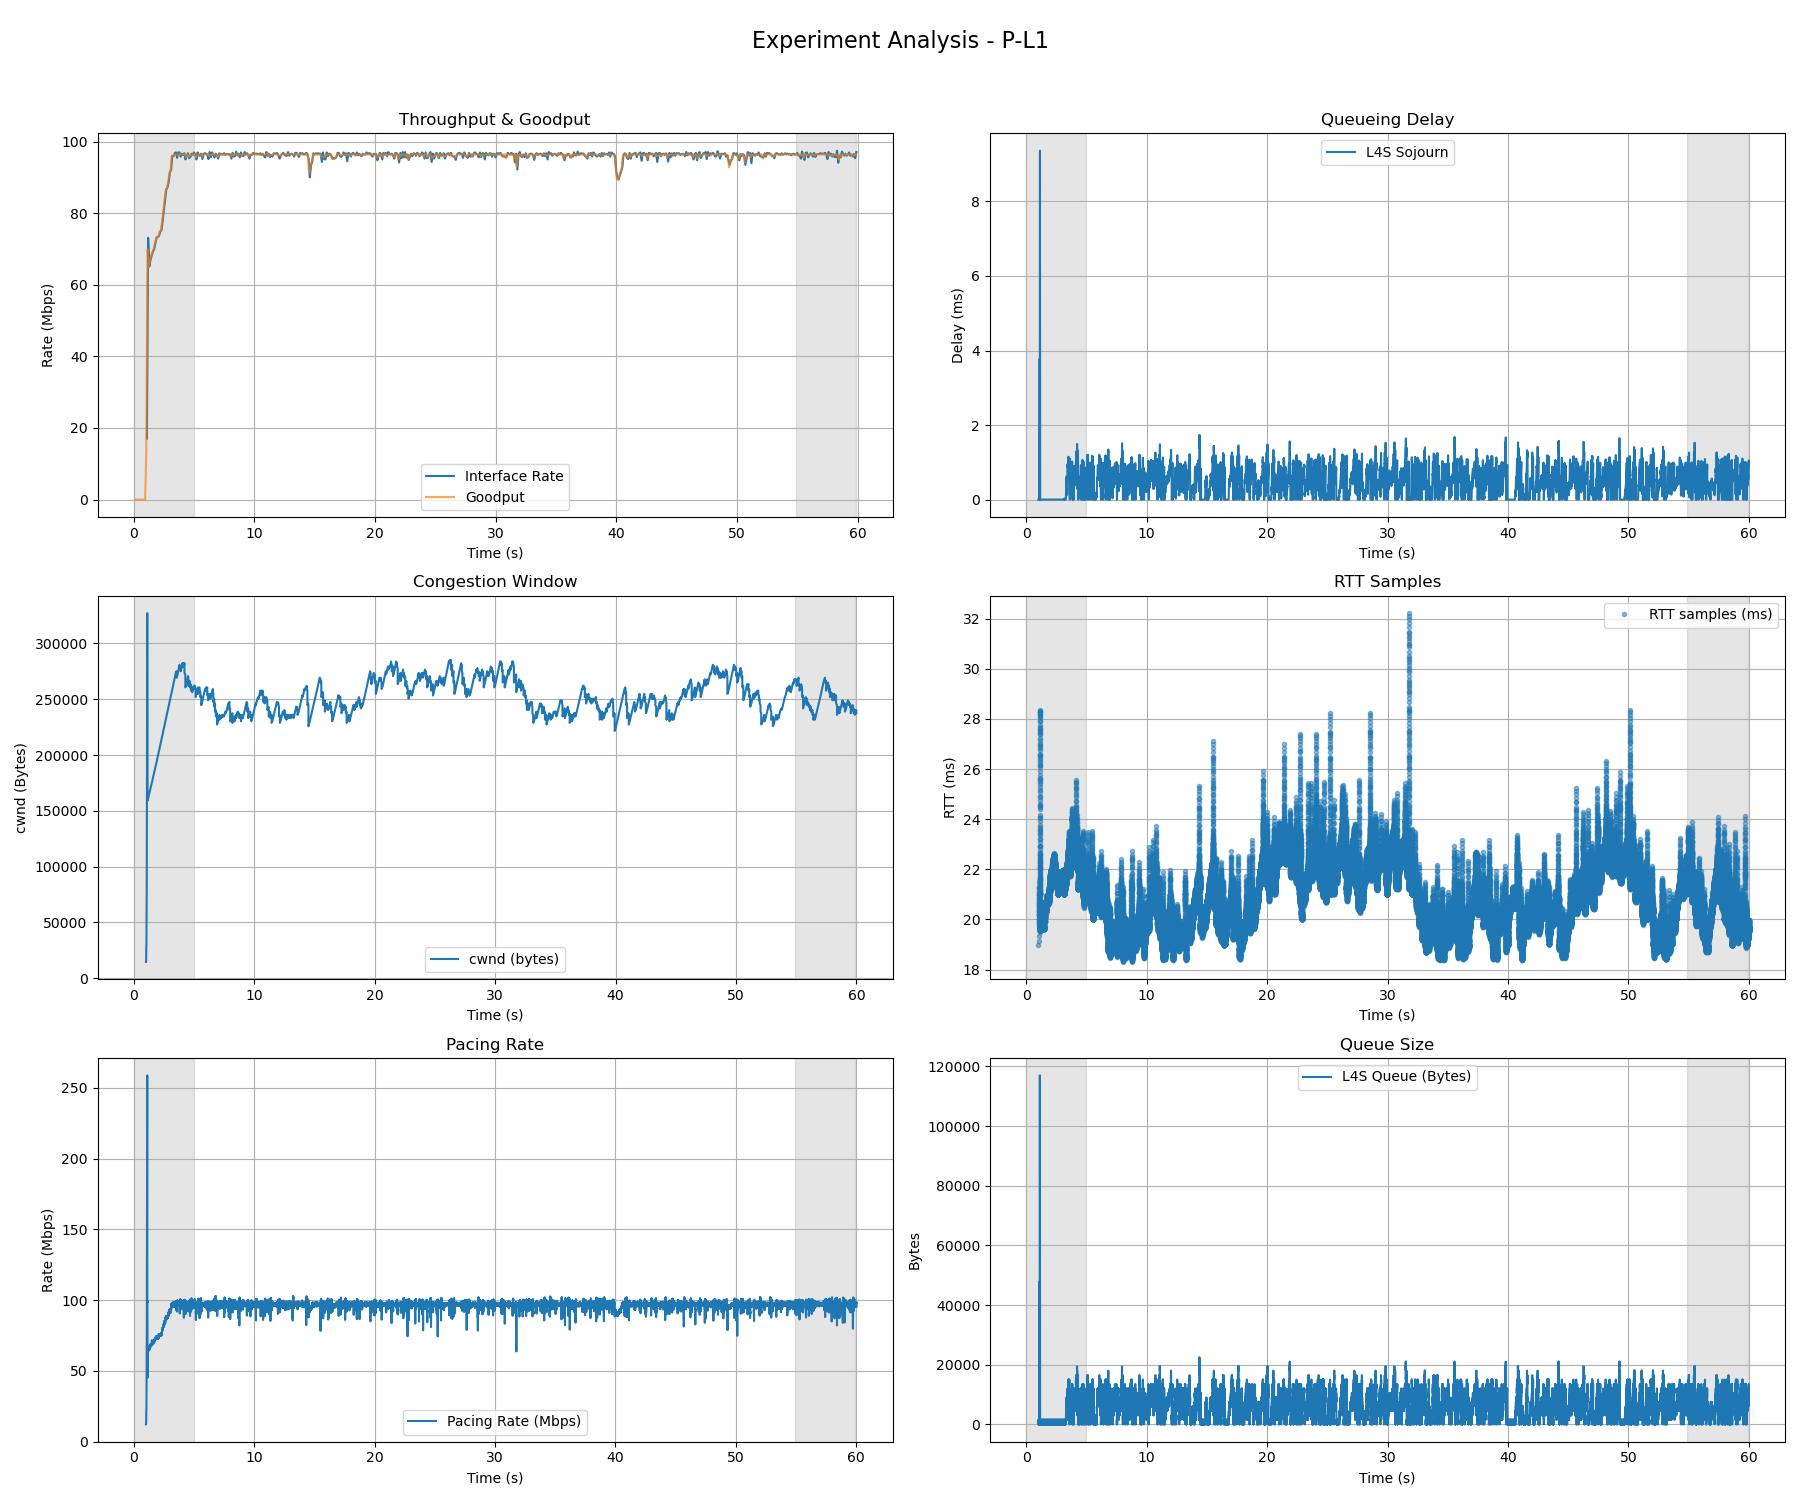 Experiment Analysis - P-L1
Throughput & Goodput
Rate (Mbps)
100
80
60
40
20
0
Interface Rate
Goodput
0 10 20 30 40 50 60
Time (s)
Queueing Delay
Delay (ms)
8
6
4
2
0
L4S Sojourn
0 10 20 30 40 50 60
Time (s)
Congestion Window
cwnd (Bytes)
300000
250000
200000
150000
100000
50000
0
cwnd (bytes)
0 10 20 30 40 50 60
Time (s)
RTT Samples
RTT (ms)
32
30
28
26
24
22
20
18
RTT samples (ms)
0 10 20 30 40 50 60
Time (s)
Pacing Rate
Rate (Mbps)
250
200
150
100
50
0
Pacing Rate (Mbps)
0 10 20 30 40 50 60
Time (s)
Queue Size
Bytes
120000
100000
80000
60000
40000
20000
0
L4S Queue (Bytes)
0 10 20 30 40 50 60
Time (s)